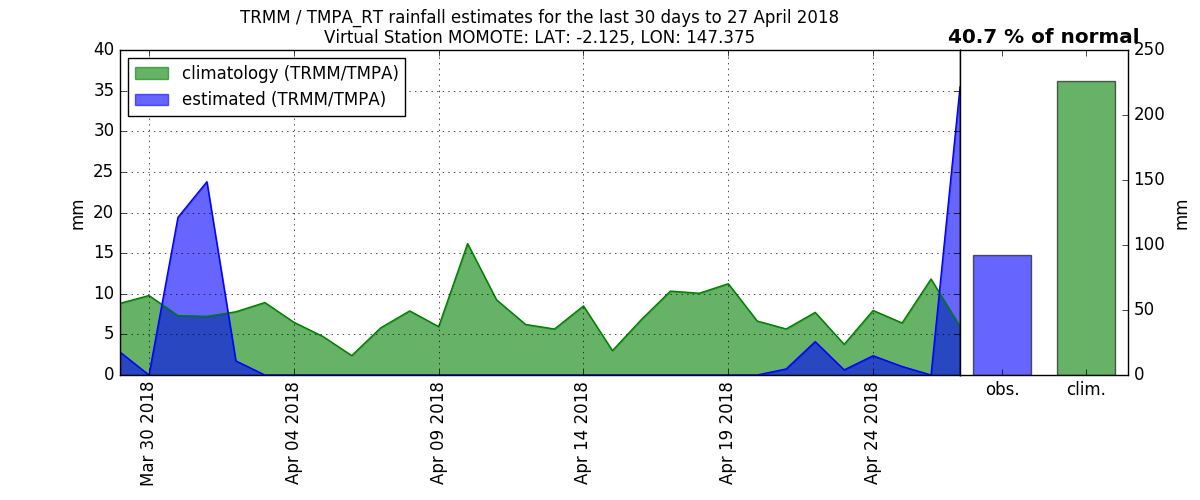 TRMM / TMPA_RT rainfall estimates for the last 30 days to 27 April 2018
Virtual Station MOMOTE: LAT: -2.125, LON: 147.375
40.7 % of normal
climatology (TRMM/TMPA)
estimated (TRMM/TMPA)
mm
40
35
30
25
20
15
10
5
0
Mar 30 2018
Apr 04 2018
Apr 09 2018
Apr 14 2018
Apr 19 2018
Apr 24 2018
obs.
clim.
250
200
150
100
50
0
mm